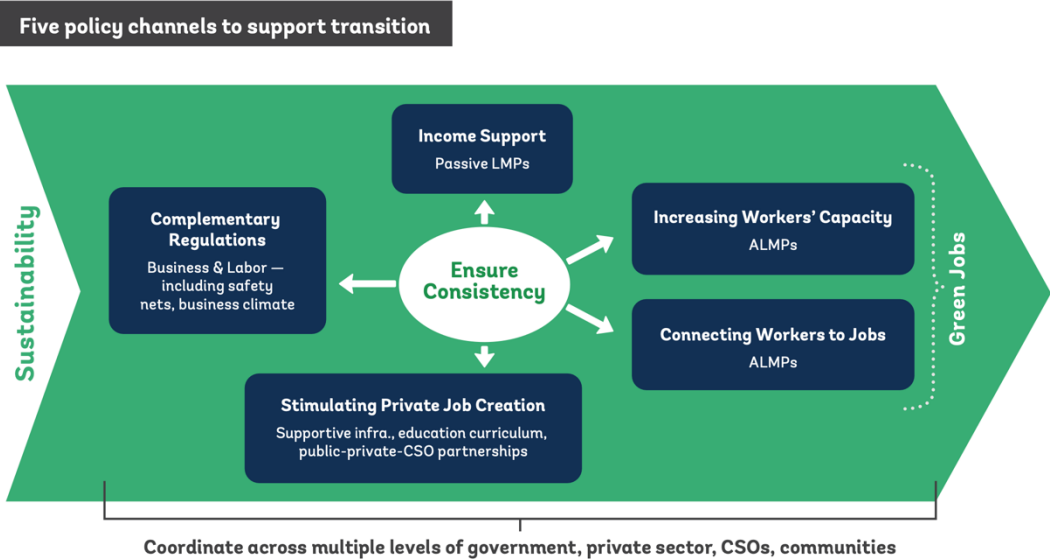 Five policy channels to support transition
Income Support
Passive LMPs
Complementary
Regulations
Business & Labor —
including safety
nets, business climate
Ensure
Consistency
Increasing Workers’ Capacity
ALMPs
Connecting Workers to Jobs
ALMPs
Stimulating Private Job Creation
Supportive infra., education curriculum,
public-private-CSO partnerships
Sustainability
Green Jobs
Coordinate across multiple levels of government, private sector, CSOs, communities